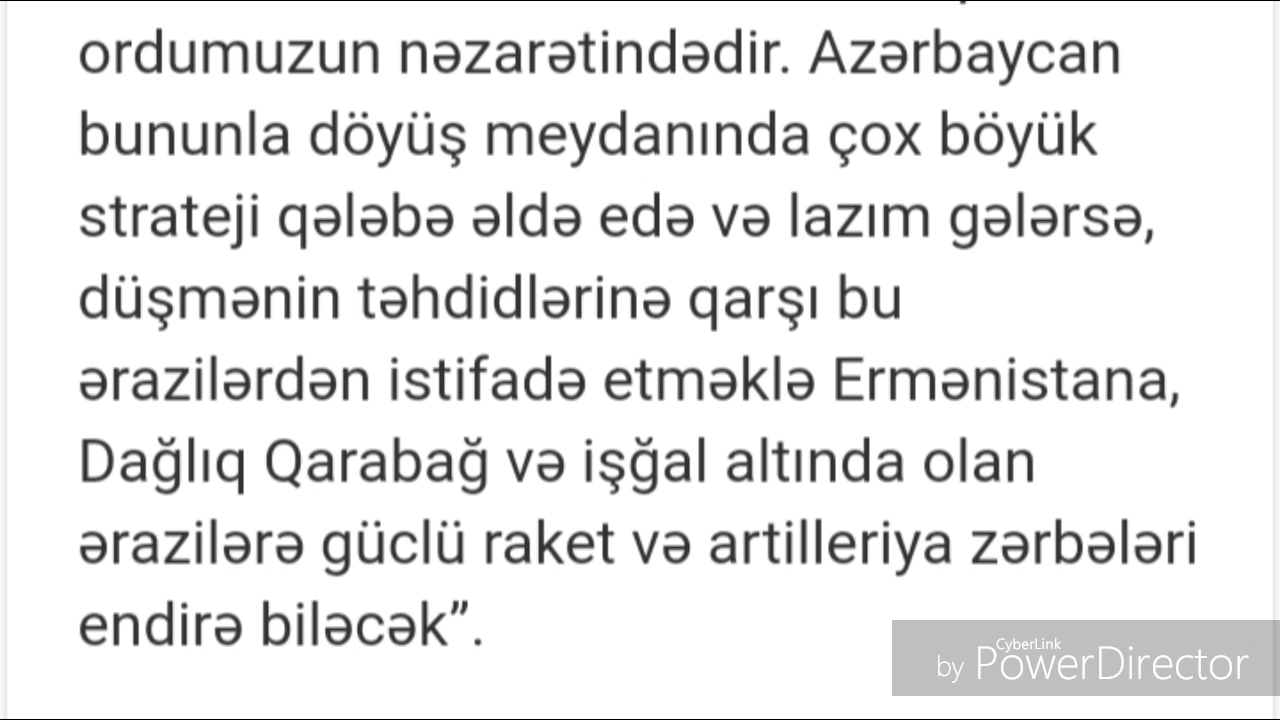 ordumuzun nəzarətindədir. Azərbaycan
bununla döyüş meydanında çox böyük
strateji qələbə əldə edə və lazım gələrsə,
düşmənin təhdidlərinə qarşı bu
ərazilərdən istifadə etməklə Ermənistana,
Dağlıq Qarabağ və işğal altında olan
ərazilərə güclü raket və artilleriya zərbələri
endirə biləcək”.
CyberLink
by PowerDirector